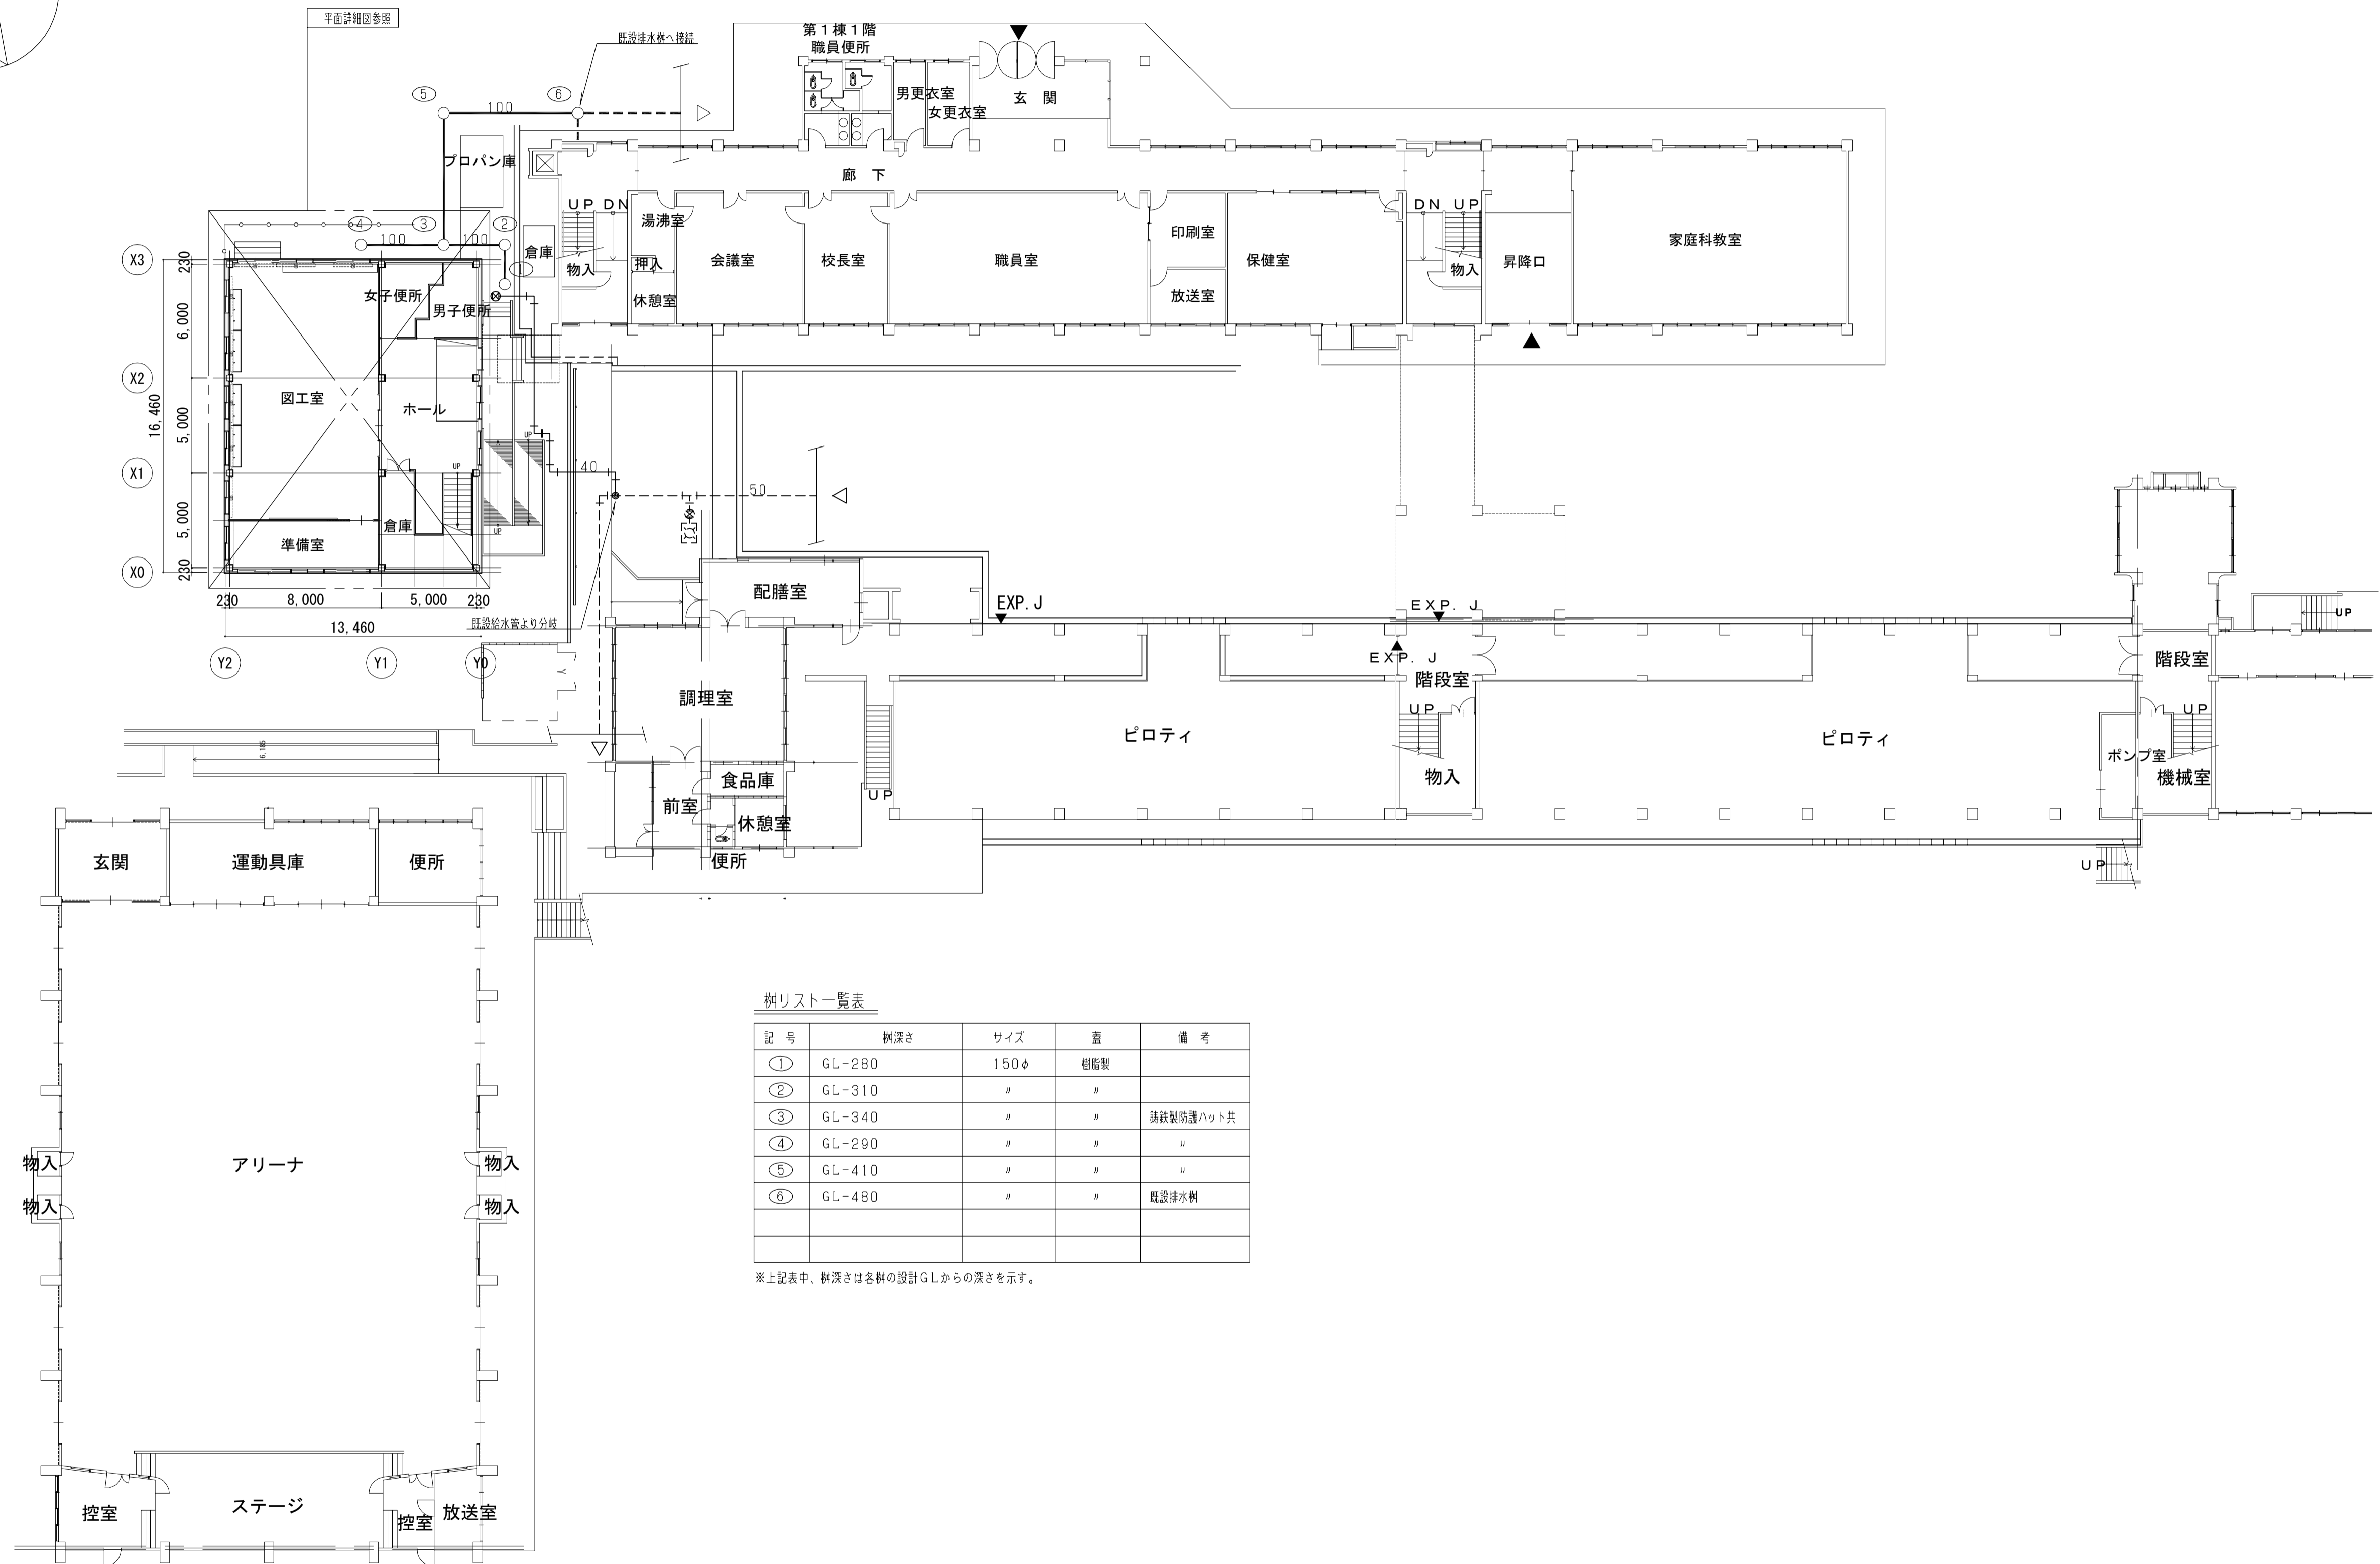 平面詳細図参照
既設排水桝へ接続
第1棟1階
職員便所
男更衣室
女更衣室
玄 関
⑤
100
⑥
プロパン庫
④
③
②
100
100
①
倉庫
廊 下
UP DN
物入
湯沸室
押入
休憩室
会議室
校長室
職員室
印刷室
放送室
保健室
DN UP
物入
昇降口
家庭科教室
X3
X2
X1
X0
230
6,000
5,000
5,000
230
16,460
女子便所
男子便所
図工室
ホール
UP
UP
UP
倉庫
準備室
40
50
230
8,000
5,000
230
13,460
Y2
Y1
Y0
既設給水管より分岐
配膳室
EXP.J
EXP. J
EXP. J
調理室
食品庫
前室
休憩室
便所
UP
ピロティ
階段室
UP
物入
ピロティ
階段室
UP
UP
ポンプ室
機械室
UP
6,185
玄関
運動具庫
便所
アリーナ
物入
物入
物入
物入
控室
ステージ
控室
放送室
桝リスト一覧表
記 号 桝深さ サイズ 蓋 備 考
① GL-280 150φ 樹脂製
② GL-310 〃 〃
③ GL-340 〃 〃 鋳鉄製防護ハット共
④ GL-290 〃 〃 〃
⑤ GL-410 〃 〃 〃
⑥ GL-480 〃 〃 既設排水桝
※上記表中、桝深さは各桝の設計GLからの深さを示す。